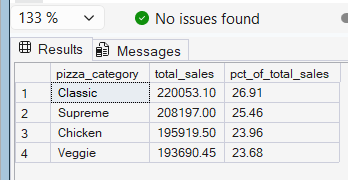 133 %
No issues found
Results
Messages
pizza_category total_sales pct_of_total_sales
1 Classic 220053.10 26.91
2 Supreme 208197.00 25.46
3 Chicken 195919.50 23.96
4 Veggie 193690.45 23.68